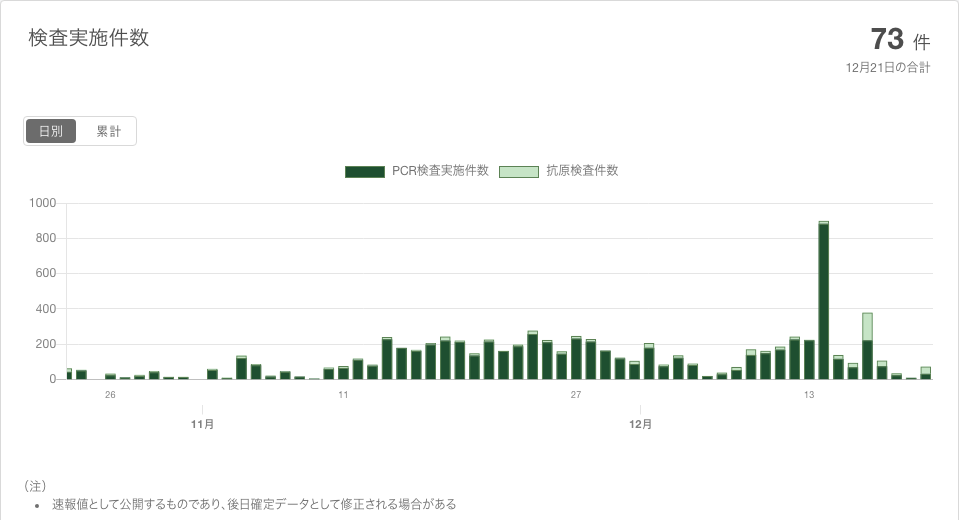 検査実施件数
73 件
12月21日の合計
日別 累計
PCR検査実施件数 抗原検査件数
1000
800
600
400
200
0
26 11 27 13
11月 12月
（注）
• 速報値として公開するものであり、後日確定データとして修正される場合がある